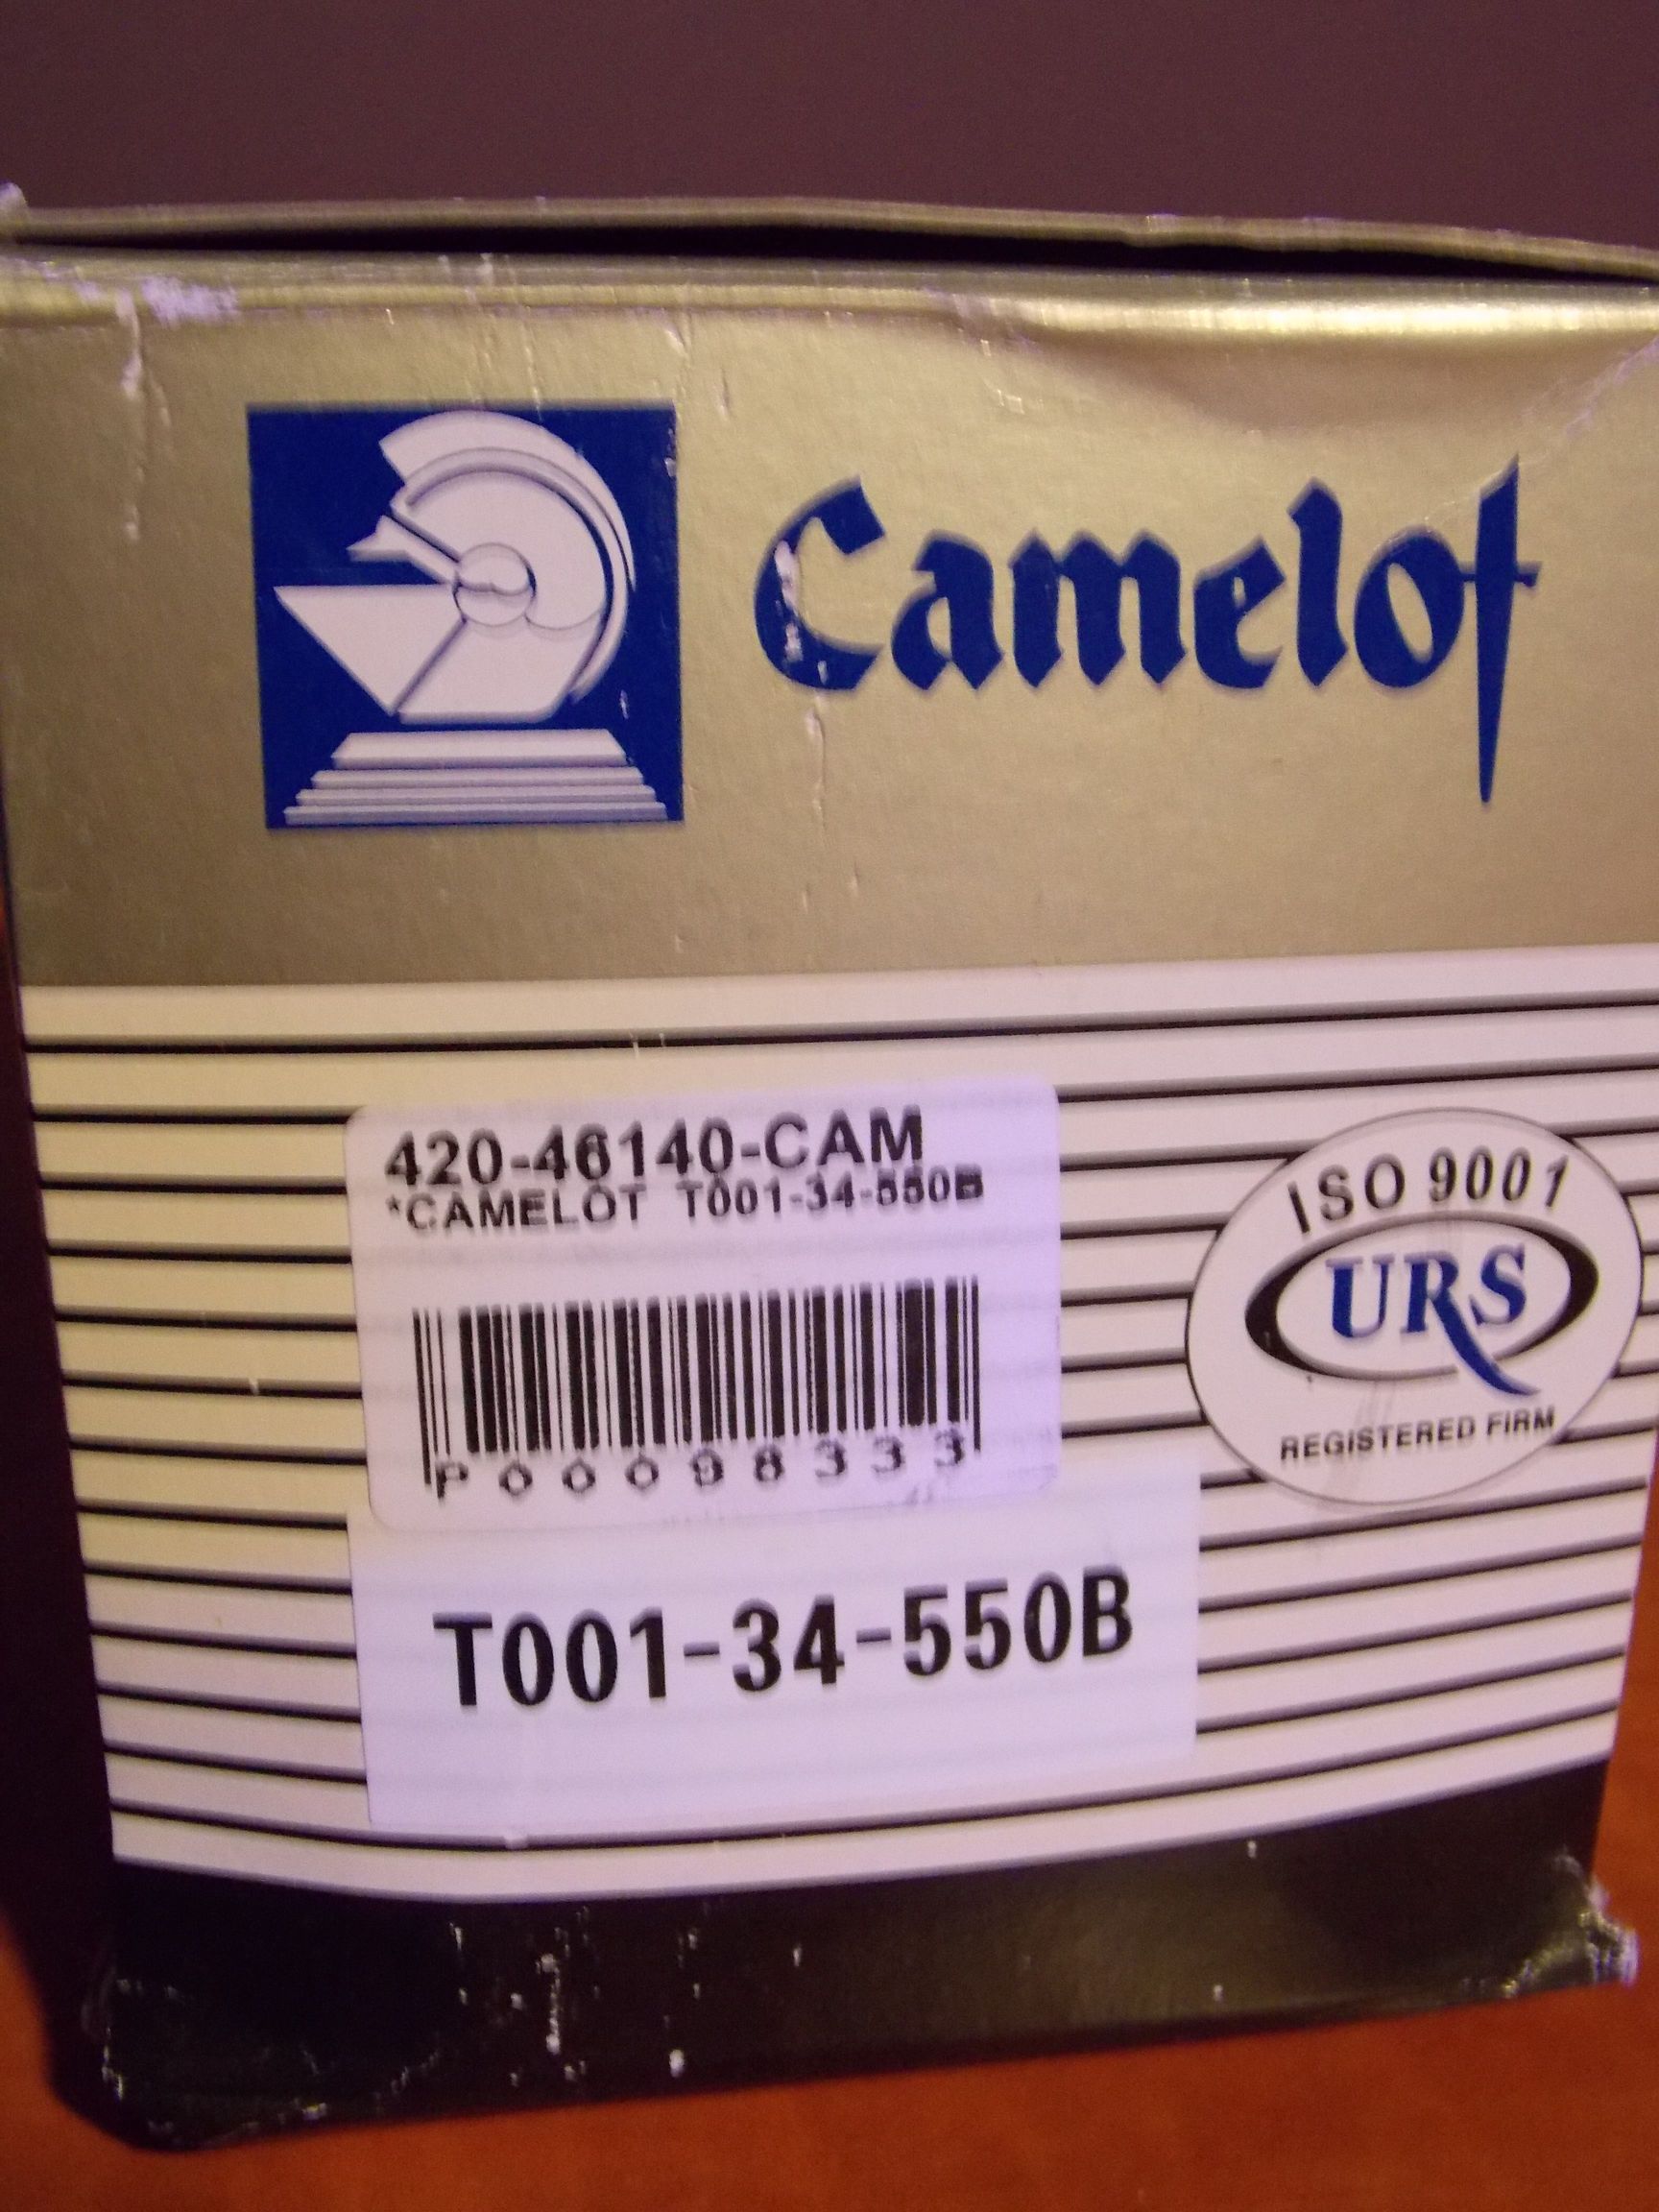 Camelot
420-46140-CAM
*CAMELOT T001-34-550B
P00098333
T001-34-550B
ISO 9001
URS
REGISTERED FIRM